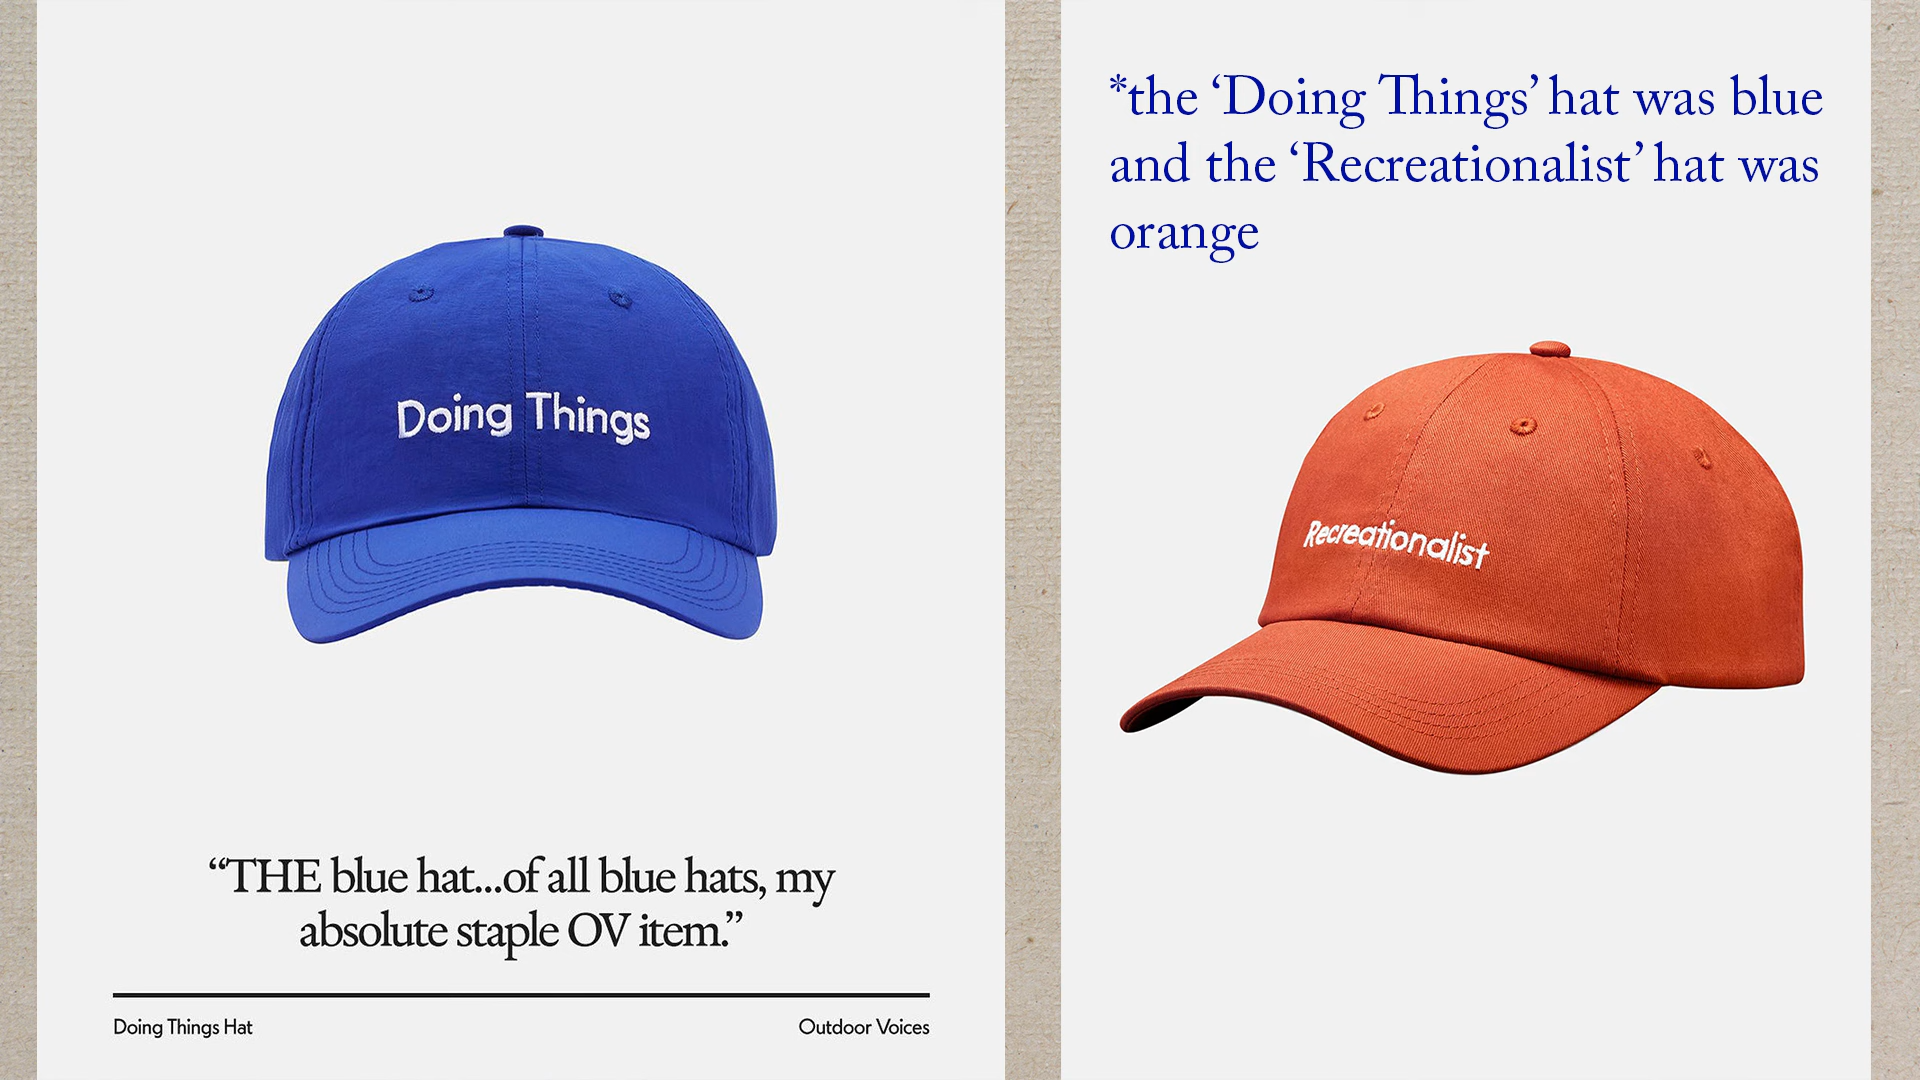 Doing Things
“THE blue hat...of all blue hats, my
absolute staple OV item.”
Doing Things Hat
Outdoor Voices
*the ‘Doing Things’ hat was blue
and the ‘Recreationalist’ hat was
orange
Recreationalist